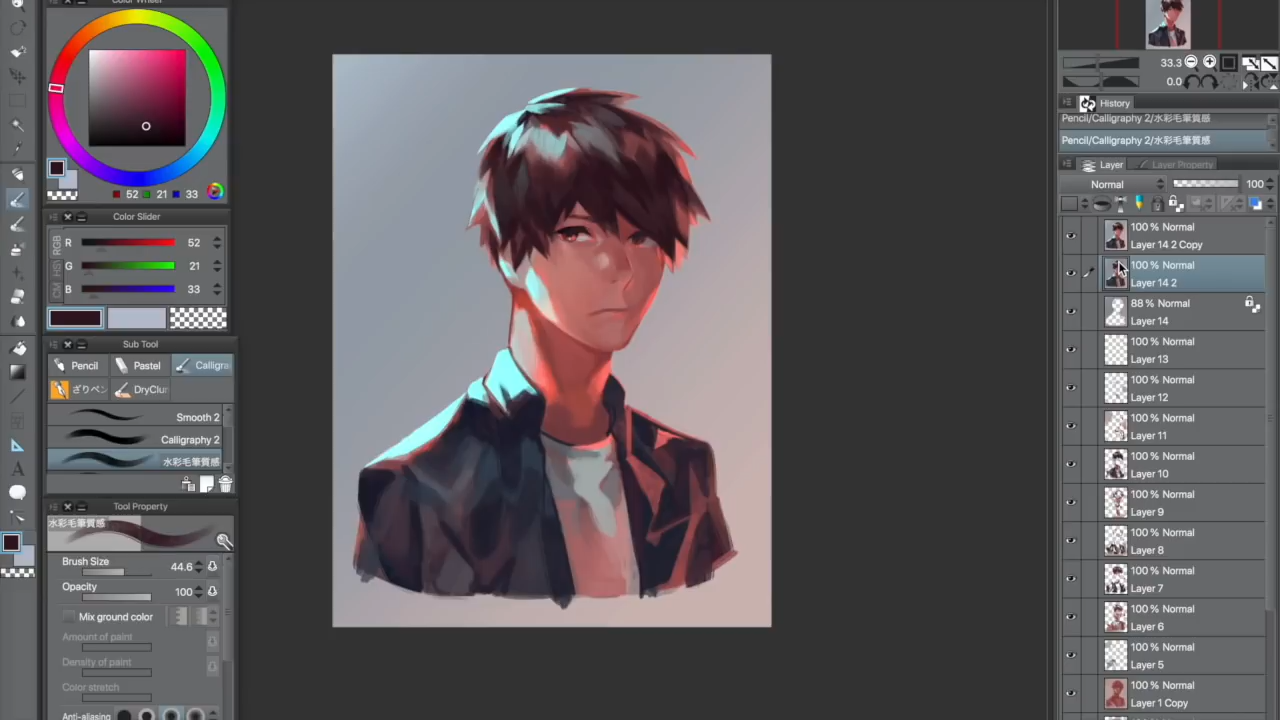 Color Wheel
52 21 33
Color Slider
RGB
R 52
G 21
B 33
Sub Tool
Pencil
Pastel
Calligra
ざりペン
DryClur
Smooth 2
Calligraphy 2
水彩毛筆質感
Tool Property
水彩毛筆質感
Brush Size 44.6
Opacity 100
Mix ground color
Amount of paint
Density of paint
Color stretch
Anti-aliasing
33.3
0.0
History
Pencil/Calligraphy 2/水彩毛筆質感
Pencil/Calligraphy 2/水彩毛筆質感
Layer
Layer Property
Normal 100
100 % Normal
Layer 14 2 Copy
100 % Normal
Layer 14 2
88 % Normal
Layer 14
100 % Normal
Layer 13
100 % Normal
Layer 12
100 % Normal
Layer 11
100 % Normal
Layer 10
100 % Normal
Layer 9
100 % Normal
Layer 8
100 % Normal
Layer 7
100 % Normal
Layer 6
100 % Normal
Layer 5
100 % Normal
Layer 1 Copy